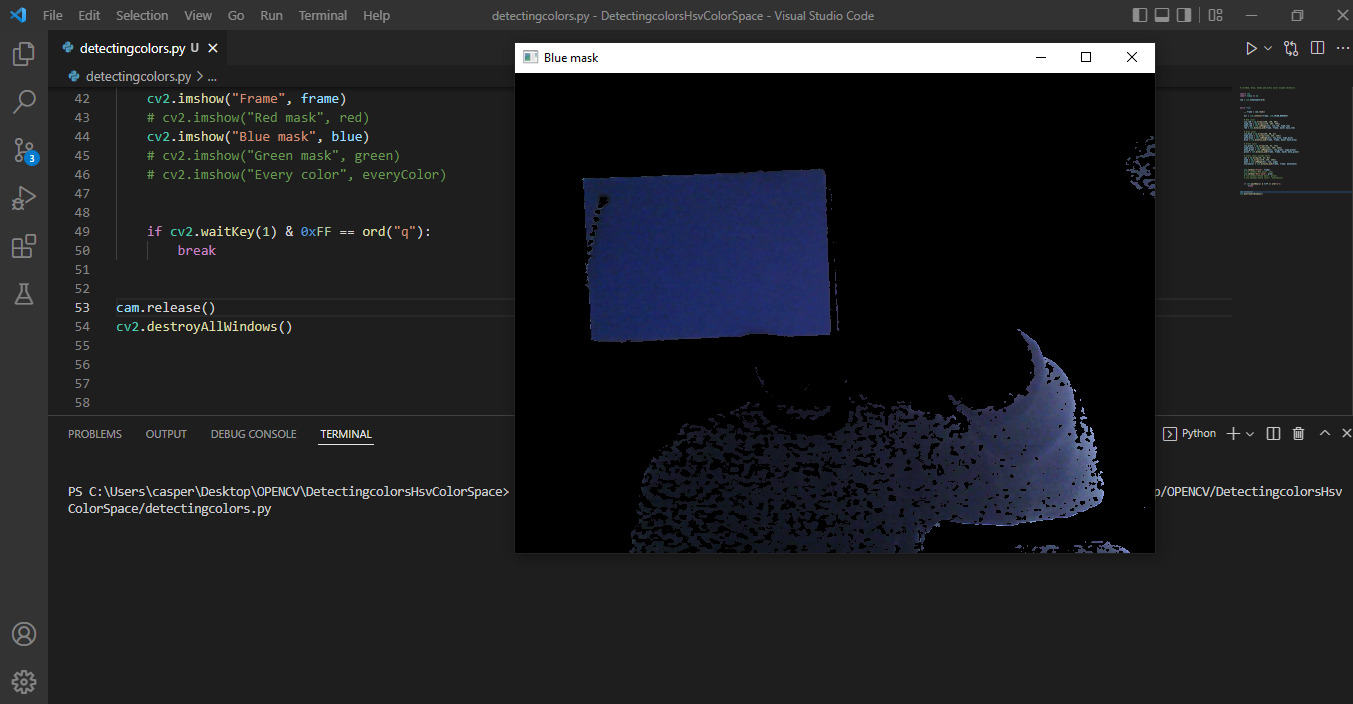 File Edit Selection View Go Run Terminal Help detectingcolors.py - DetectingcolorsHsvColorSpace - Visual Studio Code
detectingcolors.py U
detectingcolors.py > ...
Blue mask
42 cv2.imshow("Frame", frame)
43 # cv2.imshow("Red mask", red)
44 cv2.imshow("Blue mask", blue)
45 # cv2.imshow("Green mask", green)
46 # cv2.imshow("Every color", everyColor)
47
48
49 if cv2.waitKey(1) & 0xFF == ord("q"):
50 break
51
52
53 cam.release()
54 cv2.destroyAllWindows()
55
56
57
58
3
PROBLEMS OUTPUT DEBUG CONSOLE TERMINAL Python
PS C:\Users\casper\Desktop\OPENCV\DetectingcolorsHsvColorSpace> p/OPENCV/DetectingcolorsHsv
ColorSpace/detectingcolors.py